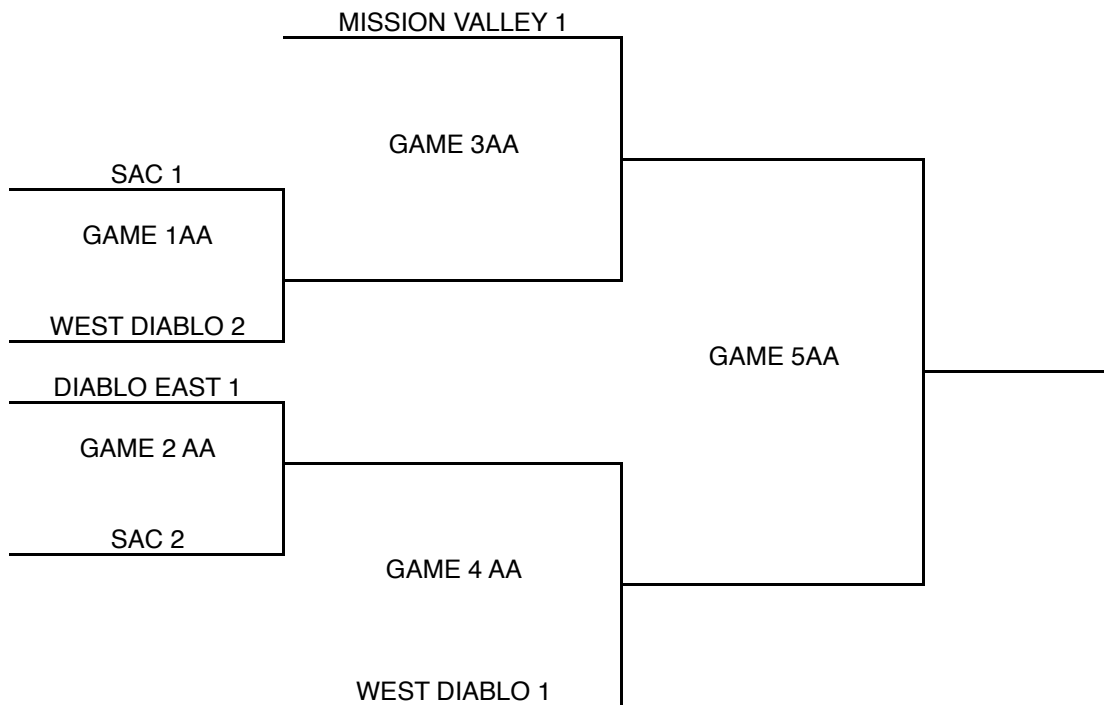 MISSION VALLEY 1
GAME 3AA
SAC 1
GAME 1AA
WEST DIABLO 2
GAME 5AA
DIABLO EAST 1
GAME 2 AA
SAC 2
GAME 4 AA
WEST DIABLO 1